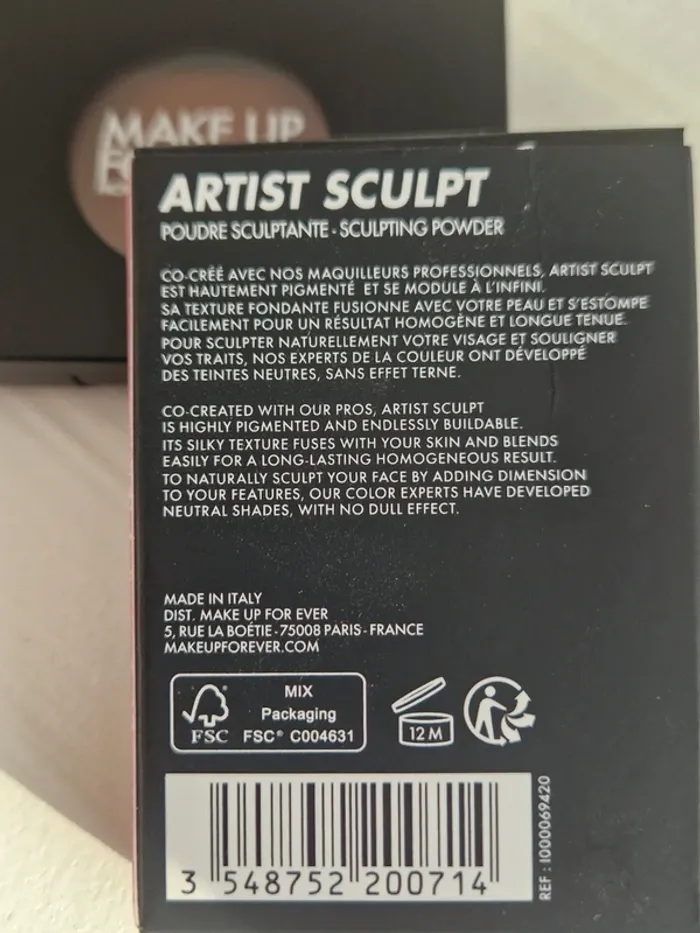 MAKE UP
ARTIST SCULPT
POUDRE SCULPTANTE - SCULPTING POWDER
CO-CRÉÉ AVEC NOS MAQUILLEURS PROFESSIONNELS, ARTIST SCULPT
EST HAUTEMENT PIGMENTÉ ET SE MODULE À L'INFINI.
SA TEXTURE FONDANTE FUSIONNE AVEC VOTRE PEAU ET S'ESTOMPE
FACILEMENT POUR UN RÉSULTAT HOMOGÈNE ET LONGUE TENUE.
POUR SCULPTER NATURELLEMENT VOTRE VISAGE ET SOULIGNER
VOS TRAITS, NOS EXPERTS DE LA COULEUR ONT DÉVELOPPÉ
DES TEINTES NEUTRES, SANS EFFET TERNE.
CO-CREATED WITH OUR PROS, ARTIST SCULPT
IS HIGHLY PIGMENTED AND ENDLESSLY BUILDABLE.
ITS SILKY TEXTURE FUSES WITH YOUR SKIN AND BLENDS
EASILY FOR A LONG-LASTING HOMOGENEOUS RESULT.
TO NATURALLY SCULPT YOUR FACE BY ADDING DIMENSION
TO YOUR FEATURES, OUR COLOR EXPERTS HAVE DEVELOPED
NEUTRAL SHADES, WITH NO DULL EFFECT.
MADE IN ITALY
DIST. MAKE UP FOR EVER
5, RUE LA BOÉTIE - 75008 PARIS - FRANCE
MAKEUPFOREVER.COM
MIX
Packaging
FSC FSC® C004631
12 M
3 548752 200714
REF : I000069420